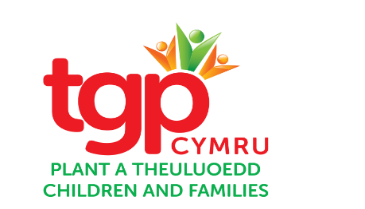 tgp
CYMRU
PLANT A THEULUOEDD
CHILDREN AND FAMILIES